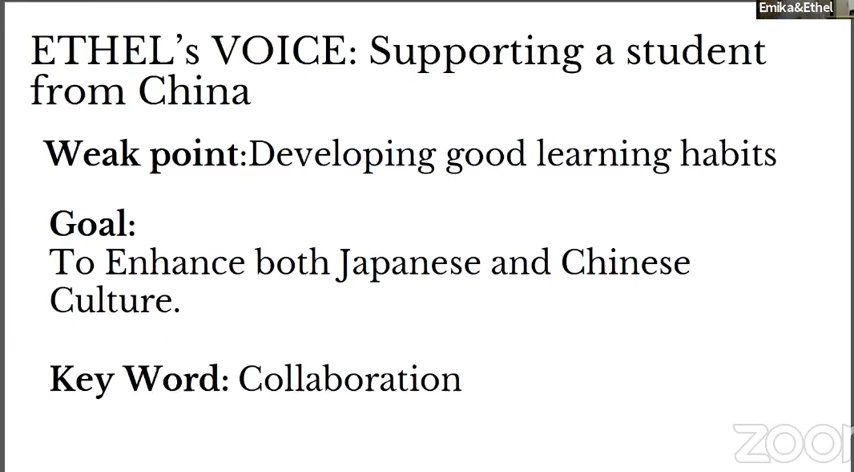 Emika&Ethel
ETHEL's VOICE: Supporting a student
from China
Weak point:Developing good learning habits
Goal:
To Enhance both Japanese and Chinese
Culture.
Key Word: Collaboration
zoom